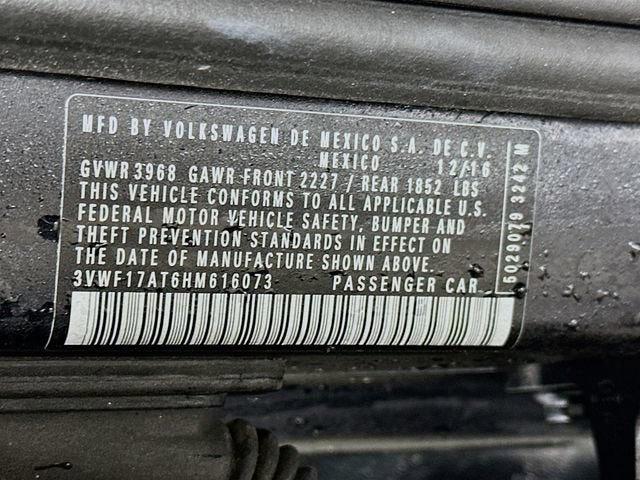 MFD BY VOLKSWAGEN DE MEXICO S.A. DE C.V.
MEXICO 12/16
GVWR 3968 GAWR FRONT 2227 / REAR 1852 LBS
THIS VEHICLE CONFORMS TO ALL APPLICABLE U.S.
FEDERAL MOTOR VEHICLE SAFETY, BUMPER AND
THEFT PREVENTION STANDARDS IN EFFECT ON
THE DATE OF MANUFACTURE SHOWN ABOVE.
3VWF17AT6HM616073 PASSENGER CAR
5029079 3242 M